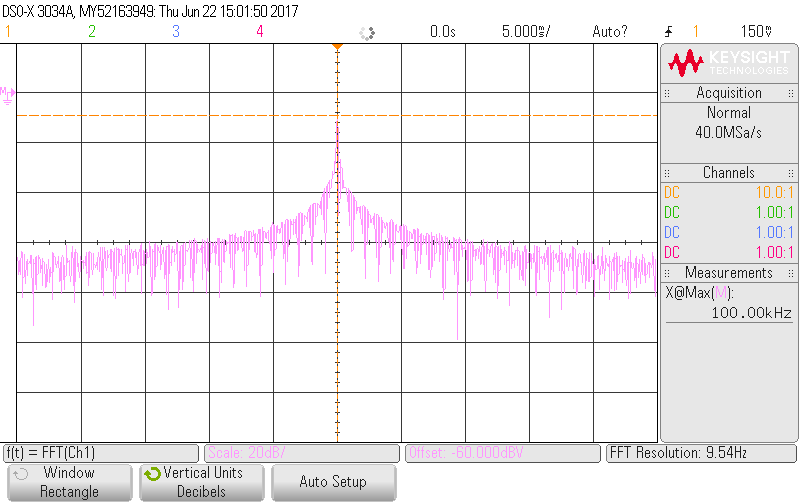 DSO-X 3034A, MY52163949: Thu Jun 22 15:01:50 2017
1 2 3 4 0.0s 5.000s/ Auto? 1 150V
M
KEYSIGHT
TECHNOLOGIES
Acquisition
Normal
40.0MSa/s
Channels
DC 10.0:1
DC 1.00:1
DC 1.00:1
DC 1.00:1
Measurements
X@Max(M):
100.00kHz
f(t) = FFT(Ch1) Scale: 20dB/ Offset: -60.000dBV FFT Resolution: 9.54Hz
Window
Rectangle
Vertical Units
Decibels
Auto Setup